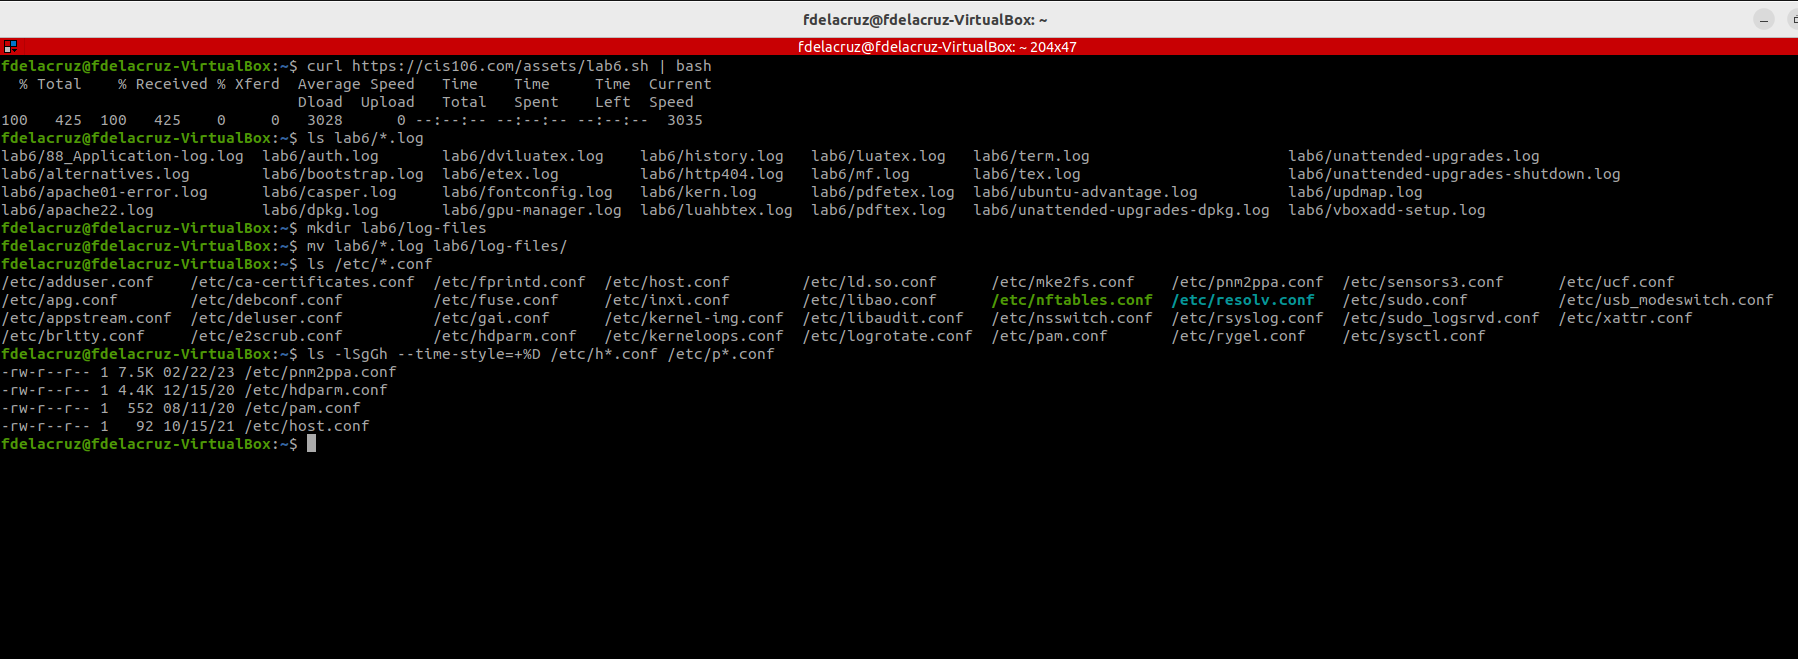 fdelacruz@fdelacruz-VirtualBox: ~
fdelacruz@fdelacruz-VirtualBox: ~ 204x47
fdelacruz@fdelacruz-VirtualBox:~$ curl https://cis106.com/assets/lab6.sh | bash
  % Total    % Received % Xferd  Average Speed   Time    Time     Time  Current
                                 Dload  Upload   Total   Spent    Left  Speed
100   425  100   425    0     0   3028      0 --:--:-- --:--:-- --:--:--  3035
fdelacruz@fdelacruz-VirtualBox:~$ ls lab6/*.log
lab6/88_Application-log.log  lab6/auth.log       lab6/dviluatex.log    lab6/history.log   lab6/luatex.log   lab6/term.log                      lab6/unattended-upgrades.log
lab6/alternatives.log        lab6/bootstrap.log  lab6/etex.log         lab6/http404.log   lab6/mf.log       lab6/tex.log                       lab6/unattended-upgrades-shutdown.log
lab6/apache01-error.log      lab6/casper.log     lab6/fontconfig.log   lab6/kern.log      lab6/pdfetex.log  lab6/ubuntu-advantage.log          lab6/updmap.log
lab6/apache22.log            lab6/dpkg.log       lab6/gpu-manager.log  lab6/luahbtex.log  lab6/pdftex.log   lab6/unattended-upgrades-dpkg.log  lab6/vboxadd-setup.log
fdelacruz@fdelacruz-VirtualBox:~$ mkdir lab6/log-files
fdelacruz@fdelacruz-VirtualBox:~$ mv lab6/*.log lab6/log-files/
fdelacruz@fdelacruz-VirtualBox:~$ ls /etc/*.conf
/etc/adduser.conf    /etc/ca-certificates.conf  /etc/fprintd.conf  /etc/host.conf        /etc/ld.so.conf      /etc/mke2fs.conf    /etc/pnm2ppa.conf  /etc/sensors3.conf      /etc/ucf.conf
/etc/apg.conf        /etc/debconf.conf          /etc/fuse.conf     /etc/inxi.conf        /etc/libao.conf      /etc/nftables.conf  /etc/resolv.conf   /etc/sudo.conf          /etc/usb_modeswitch.conf
/etc/appstream.conf  /etc/deluser.conf          /etc/gai.conf      /etc/kernel-img.conf  /etc/libaudit.conf   /etc/nsswitch.conf  /etc/rsyslog.conf  /etc/sudo_logsrvd.conf  /etc/xattr.conf
/etc/brltty.conf     /etc/e2scrub.conf          /etc/hdparm.conf   /etc/kerneloops.conf  /etc/logrotate.conf  /etc/pam.conf       /etc/rygel.conf    /etc/sysctl.conf
fdelacruz@fdelacruz-VirtualBox:~$ ls -lSgGh --time-style=+%D /etc/h*.conf /etc/p*.conf
-rw-r--r-- 1 7.5K 02/22/23 /etc/pnm2ppa.conf
-rw-r--r-- 1 4.4K 12/15/20 /etc/hdparm.conf
-rw-r--r-- 1  552 08/11/20 /etc/pam.conf
-rw-r--r-- 1   92 10/15/21 /etc/host.conf
fdelacruz@fdelacruz-VirtualBox:~$